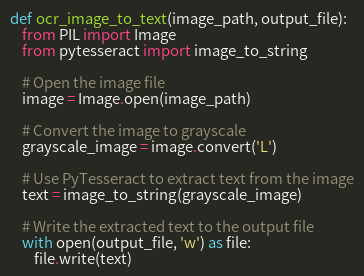 def ocr_image_to_text(image_path, output_file):
    from PIL import Image
    from pytesseract import image_to_string

    # Open the image file
    image = Image.open(image_path)

    # Convert the image to grayscale
    grayscale_image = image.convert('L')

    # Use PyTesseract to extract text from the image
    text = image_to_string(grayscale_image)

    # Write the extracted text to the output file
    with open(output_file, 'w') as file:
        file.write(text)